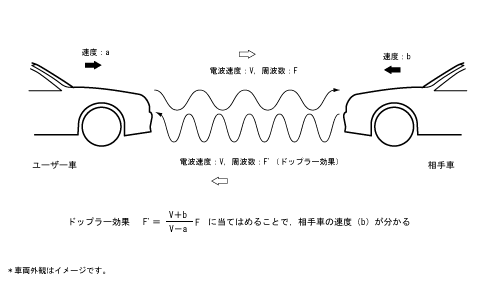 速度：a
速度：b
電波速度：V, 周波数：F
電波速度：V, 周波数：F'（ドップラー効果）
ユーザー車
相手車
ドップラー効果 F'＝ V+b / V−a F に当てはめることで、相手車の速度（b）が分かる
＊車両外観はイメージです。